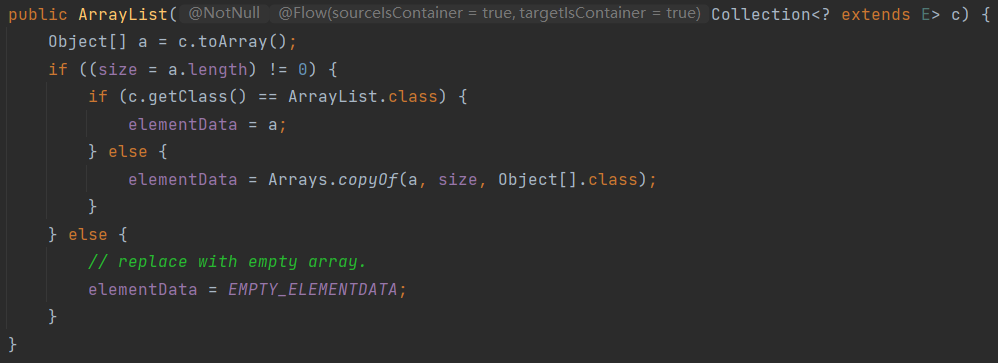 public ArrayList( @NotNull @Flow(sourceIsContainer = true, targetIsContainer = true) Collection<? extends E> c) {
    Object[] a = c.toArray();
    if ((size = a.length) != 0) {
        if (c.getClass() == ArrayList.class) {
            elementData = a;
        } else {
            elementData = Arrays.copyOf(a, size, Object[].class);
        }
    } else {
        // replace with empty array.
        elementData = EMPTY_ELEMENTDATA;
    }
}